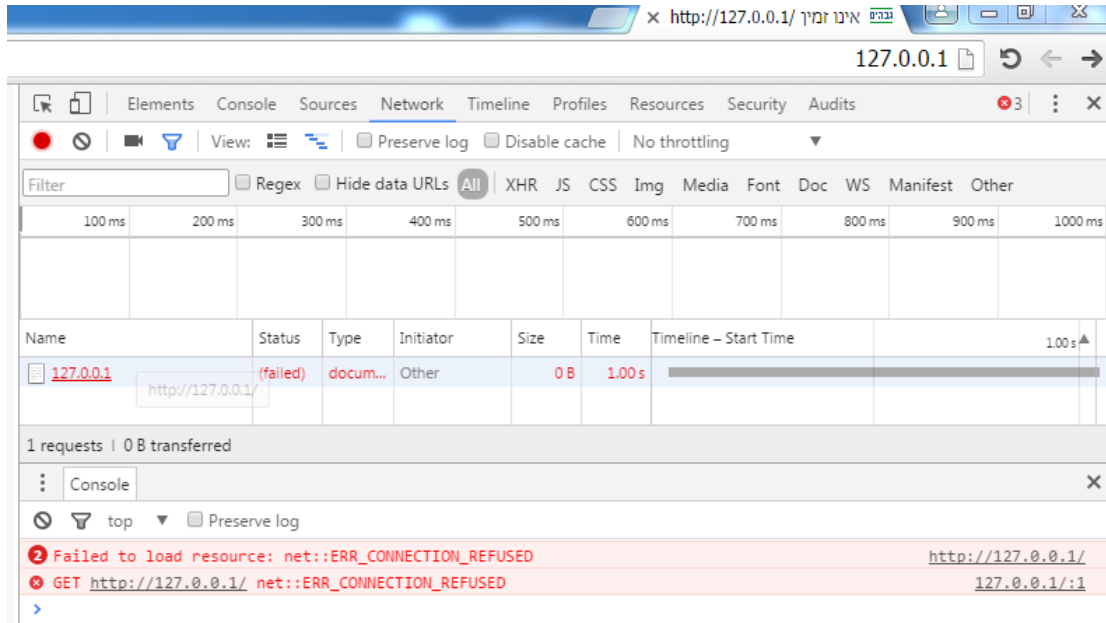 http://127.0.0.1/ אינו זמין
127.0.0.1
Elements Console Sources Network Timeline Profiles Resources Security Audits 3
View: Preserve log Disable cache No throttling
Filter Regex Hide data URLs All XHR JS CSS Img Media Font Doc WS Manifest Other
100 ms 200 ms 300 ms 400 ms 500 ms 600 ms 700 ms 800 ms 900 ms 1000 ms
Name Status Type Initiator Size Time Timeline – Start Time 1.00 s
127.0.0.1 (failed) docum... Other 0 B 1.00 s
http://127.0.0.1/
1 requests | 0 B transferred
Console
top Preserve log
2 Failed to load resource: net::ERR_CONNECTION_REFUSED http://127.0.0.1/
GET http://127.0.0.1/ net::ERR_CONNECTION_REFUSED 127.0.0.1/:1
>